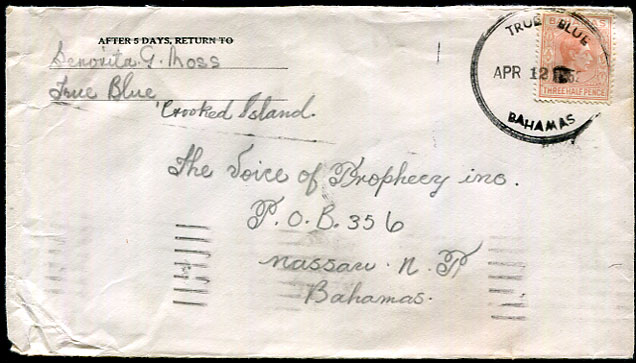 AFTER 5 DAYS, RETURN TO
Senorita G. Moss
True Blue
Crooked Island.
TRUE BLUE
APR 12
BAHAMAS
BAHAMAS
THREE HALF PENCE
The Voice of Prophecy inc.
P.O.B. 356
Nassau. N. P
Bahamas.